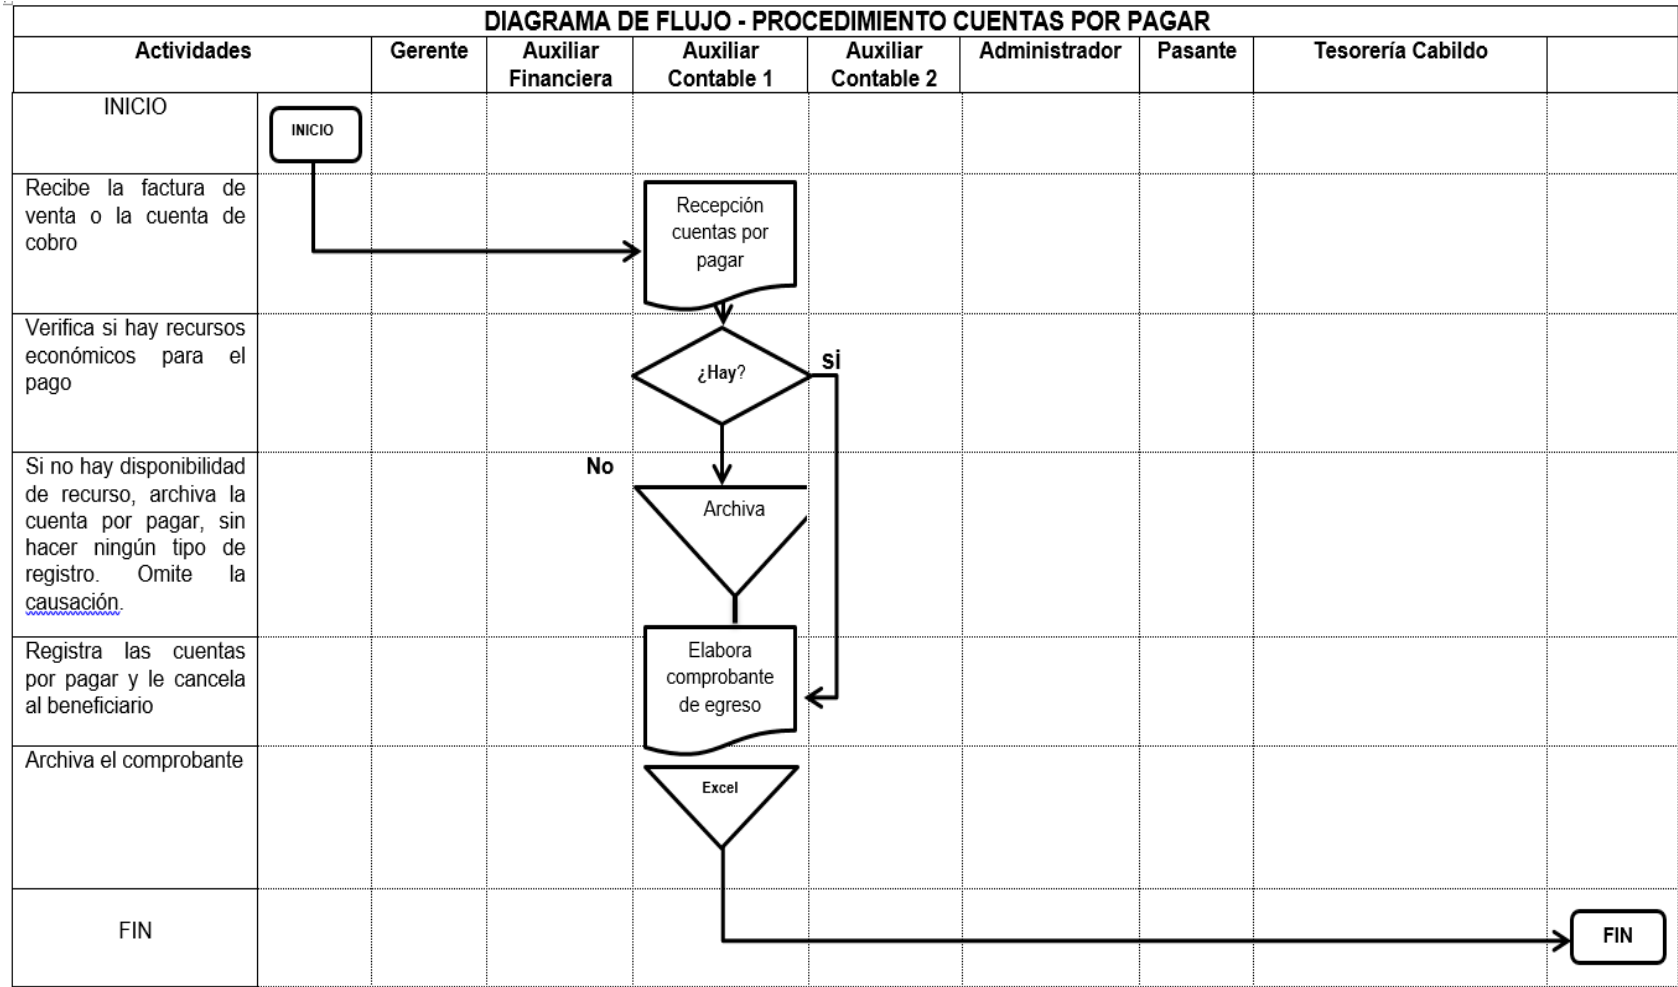 DIAGRAMA DE FLUJO - PROCEDIMIENTO CUENTAS POR PAGAR
Actividades
Gerente
Auxiliar
Financiera
Auxiliar
Contable 1
Auxiliar
Contable 2
Administrador
Pasante
Tesorería Cabildo
INICIO
INICIO
Recibe la factura de
venta o la cuenta de
cobro
Recepción
cuentas por
pagar
Verifica si hay recursos
económicos para el
pago
¿Hay?
si
Si no hay disponibilidad
de recurso, archiva la
cuenta por pagar, sin
hacer ningún tipo de
registro. Omite la
causación.
No
Archiva
Registra las cuentas
por pagar y le cancela
al beneficiario
Elabora
comprobante
de egreso
Archiva el comprobante
Excel
FIN
FIN